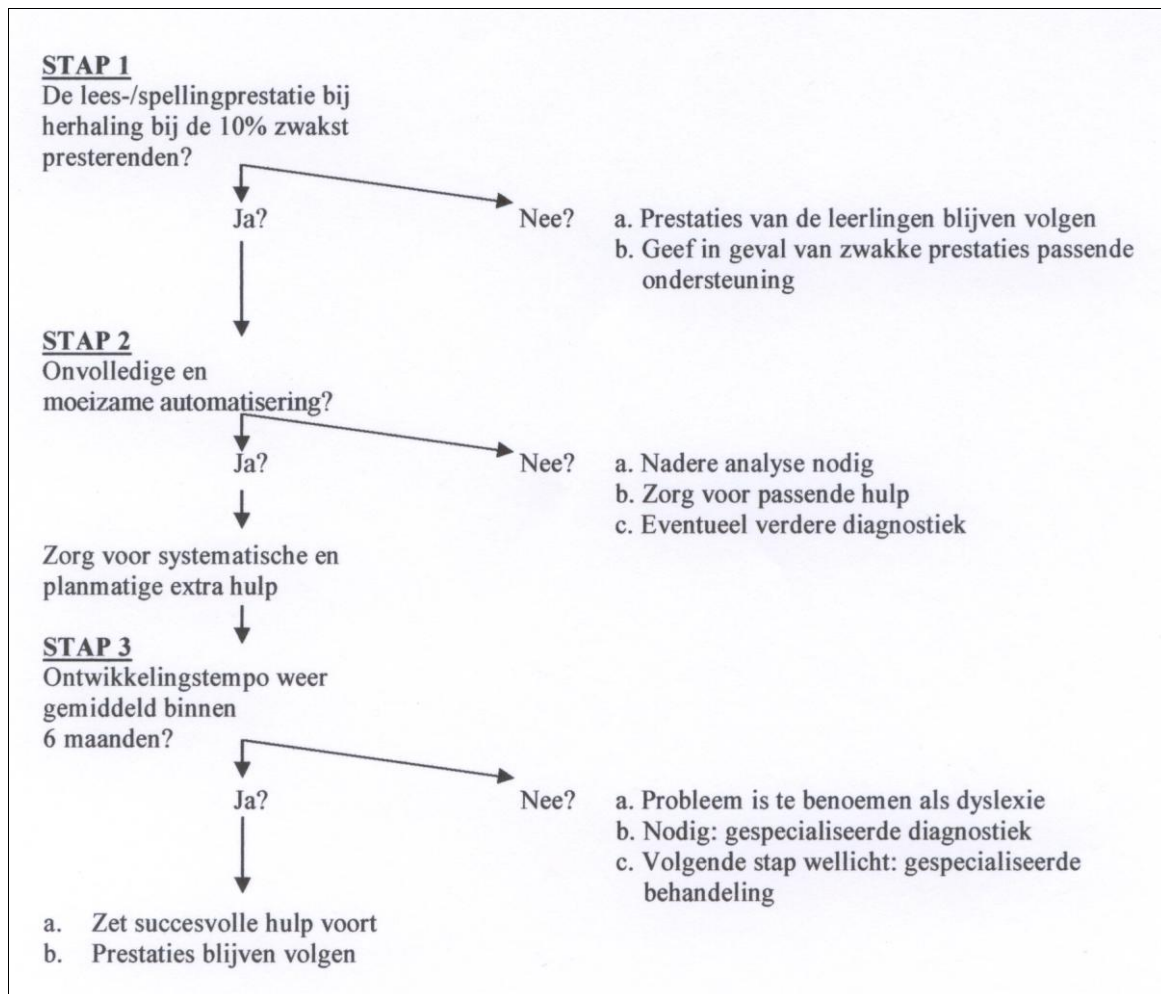 STAP 1
De lees-/spellingprestatie bij
herhaling bij de 10% zwakst
presterenden?
Ja?
Nee?
a. Prestaties van de leerlingen blijven volgen
b. Geef in geval van zwakke prestaties passende
ondersteuning
STAP 2
Onvolledige en
moeizame automatisering?
Ja?
Nee?
a. Nadere analyse nodig
b. Zorg voor passende hulp
c. Eventueel verdere diagnostiek
Zorg voor systematische en
planmatige extra hulp
STAP 3
Ontwikkelingstempo weer
gemiddeld binnen
6 maanden?
Ja?
Nee?
a. Probleem is te benoemen als dyslexie
b. Nodig: gespecialiseerde diagnostiek
c. Volgende stap wellicht: gespecialiseerde
behandeling
a. Zet succesvolle hulp voort
b. Prestaties blijven volgen